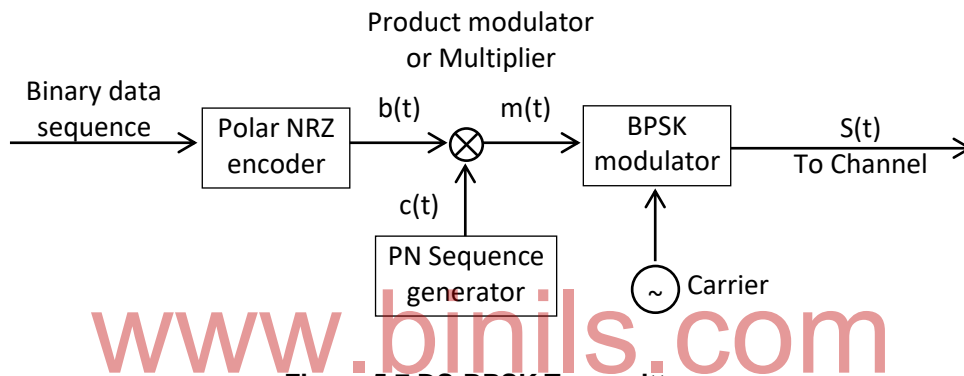 Product modulator
or Multiplier
Binary data
sequence
Polar NRZ
encoder
b(t)
m(t)
BPSK
modulator
S(t)
To Channel
c(t)
PN Sequence
generator
~
Carrier
www.binils.com